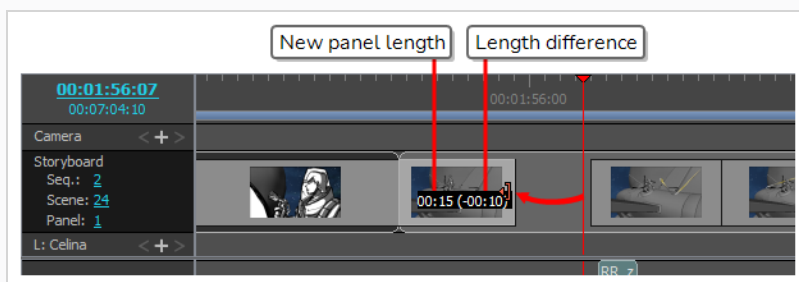 New panel length
Length difference
00:01:56:07
00:07:04:10
00:01:56:00
Camera
Storyboard
Seq.: 2
Scene: 24
Panel: 1
00:15 (-00:10)
L: Celina
RR_z